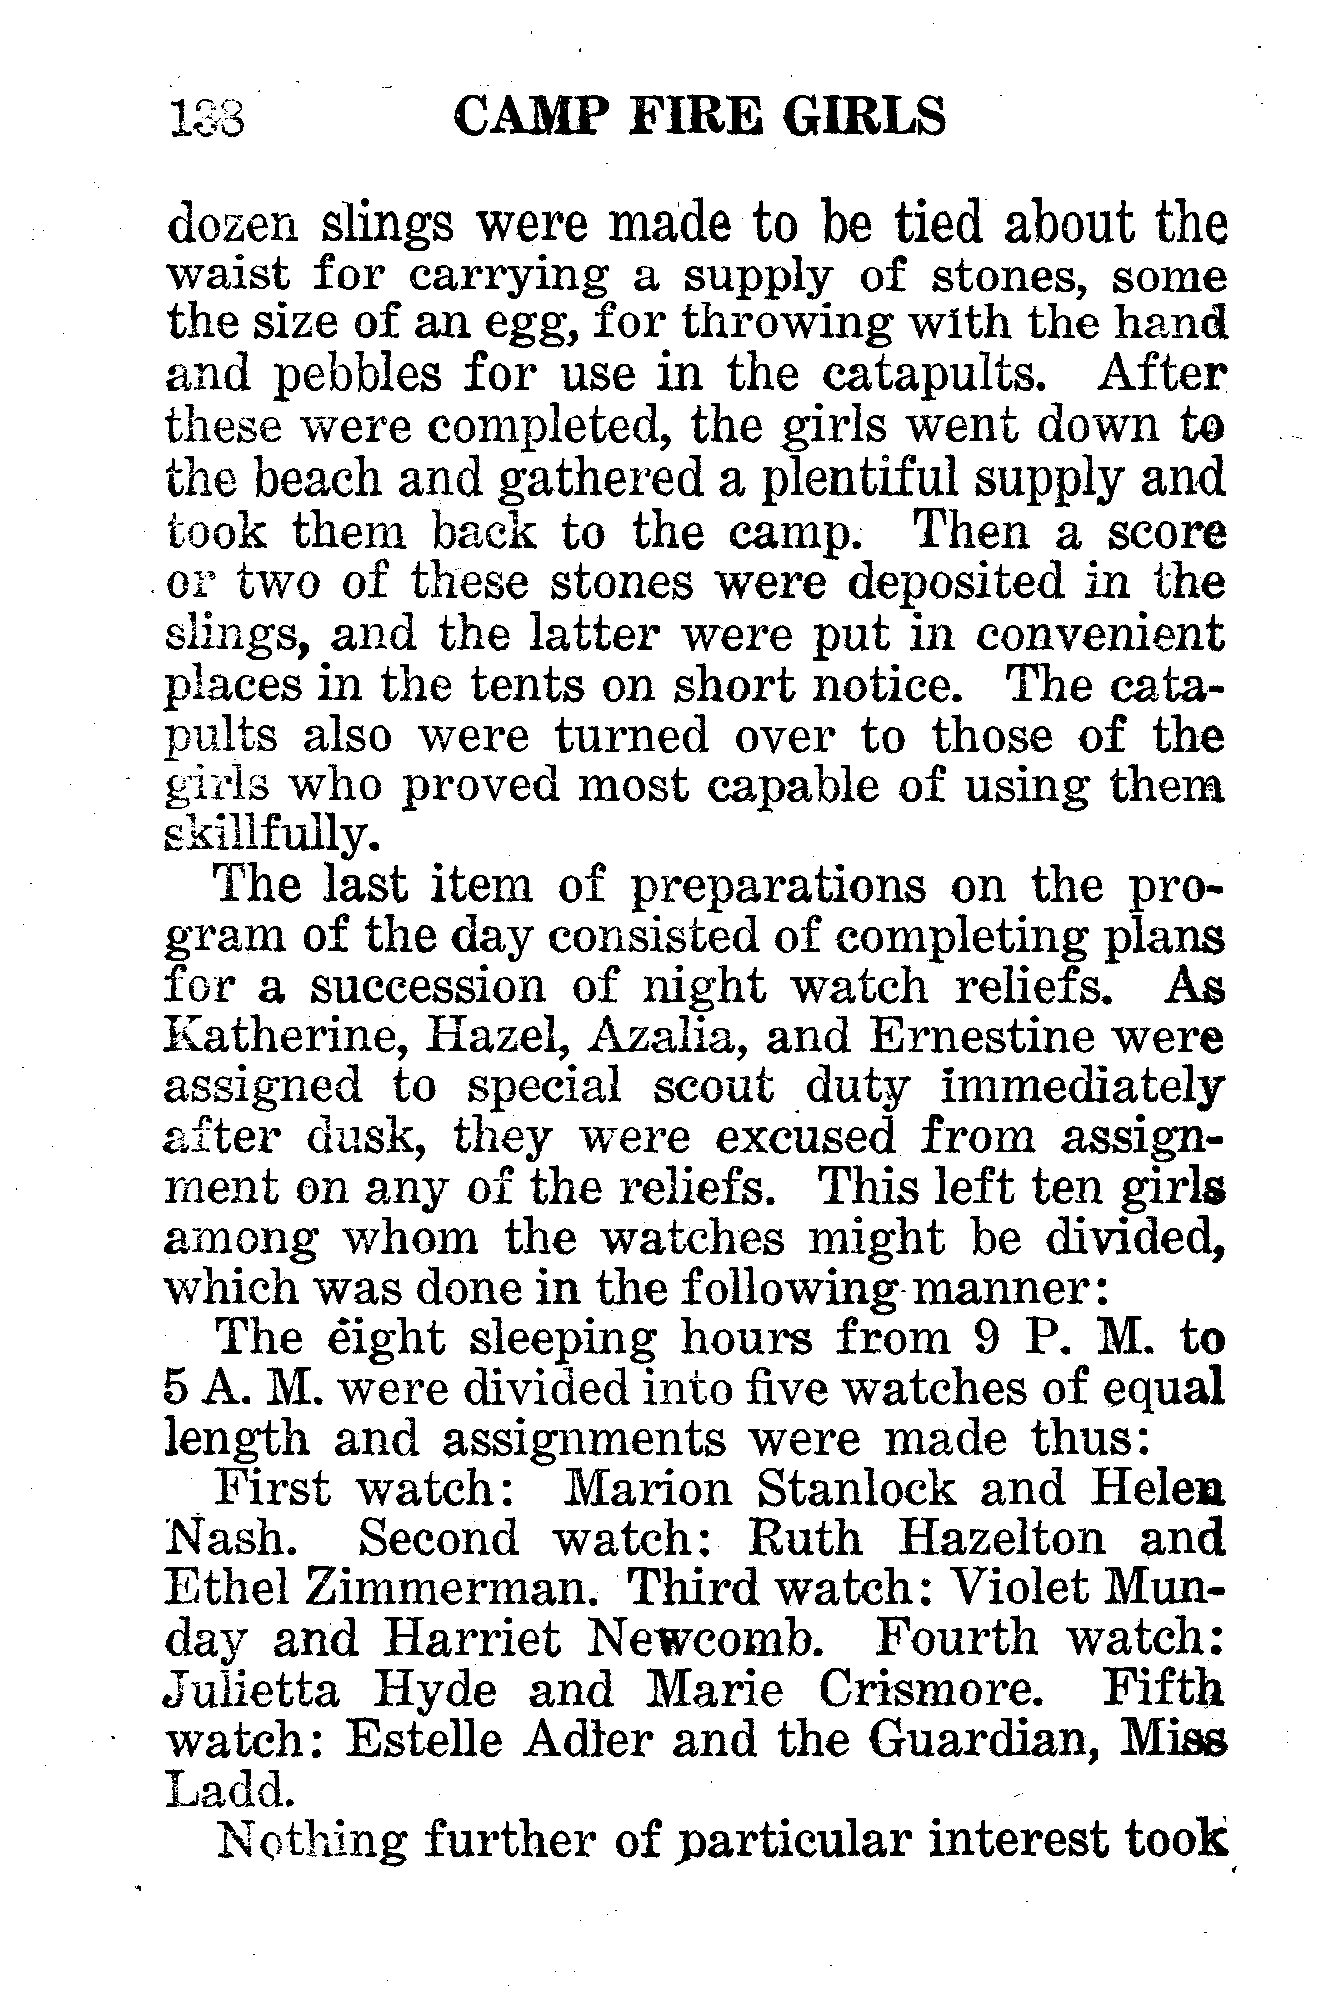 138 CAMP FIRE GIRLS
dozen slings were made to be tied about the
waist for carrying a supply of stones, some
the size of an egg, for throwing with the hand
and pebbles for use in the catapults. After
these were completed, the girls went down to
the beach and gathered a plentiful supply and
took them back to the camp. Then a score
or two of these stones were deposited in the
slings, and the latter were put in convenient
places in the tents on short notice. The cata-
pults also were turned over to those of the
girls who proved most capable of using them
skillfully.
The last item of preparations on the pro-
gram of the day consisted of completing plans
for a succession of night watch reliefs. As
Katherine, Hazel, Azalia, and Ernestine were
assigned to special scout duty immediately
after dusk, they were excused from assign-
ment on any of the reliefs. This left ten girls
among whom the watches might be divided,
which was done in the following manner:
The eight sleeping hours from 9 P. M. to
5 A. M. were divided into five watches of equal
length and assignments were made thus:
First watch: Marion Stanlock and Helen
Nash. Second watch: Ruth Hazelton and
Ethel Zimmerman. Third watch: Violet Mun-
day and Harriet Newcomb. Fourth watch:
Julietta Hyde and Marie Crismore. Fifth
watch: Estelle Adler and the Guardian, Miss
Ladd.
Nothing further of particular interest took